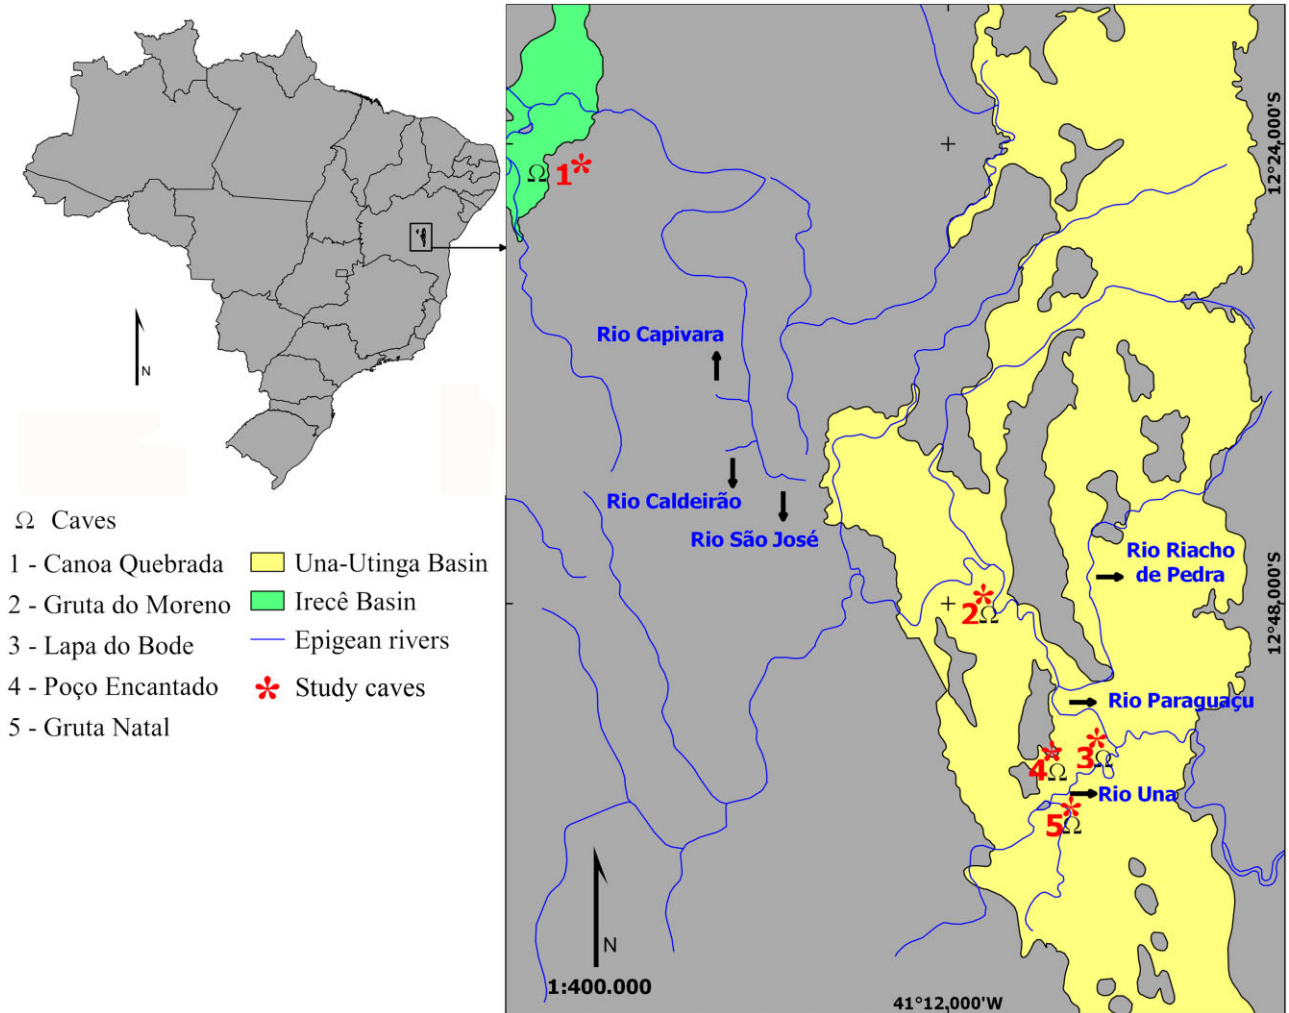 N
Ω Caves
1 - Canoa Quebrada
2 - Gruta do Moreno
3 - Lapa do Bode
4 - Poço Encantado
5 - Gruta Natal
Una-Utinga Basin
Irecê Basin
Epigean rivers
* Study caves
Ω 1*
Rio Capivara
Rio Caldeirão
Rio São José
Rio Riacho
de Pedra
2*Ω
Rio Paraguaçu
3*Ω
4*Ω
Rio Una
5*Ω
N
1:400.000
41°12,000'W
12°24,000'S
12°48,000'S